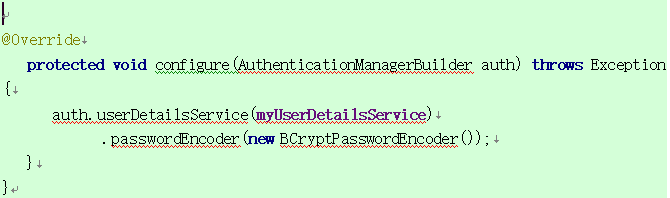 @Override
protected void configure(AuthenticationManagerBuilder auth) throws Exception
{
auth.userDetailsService(myUserDetailsService)
.passwordEncoder(new BCryptPasswordEncoder());
}
}